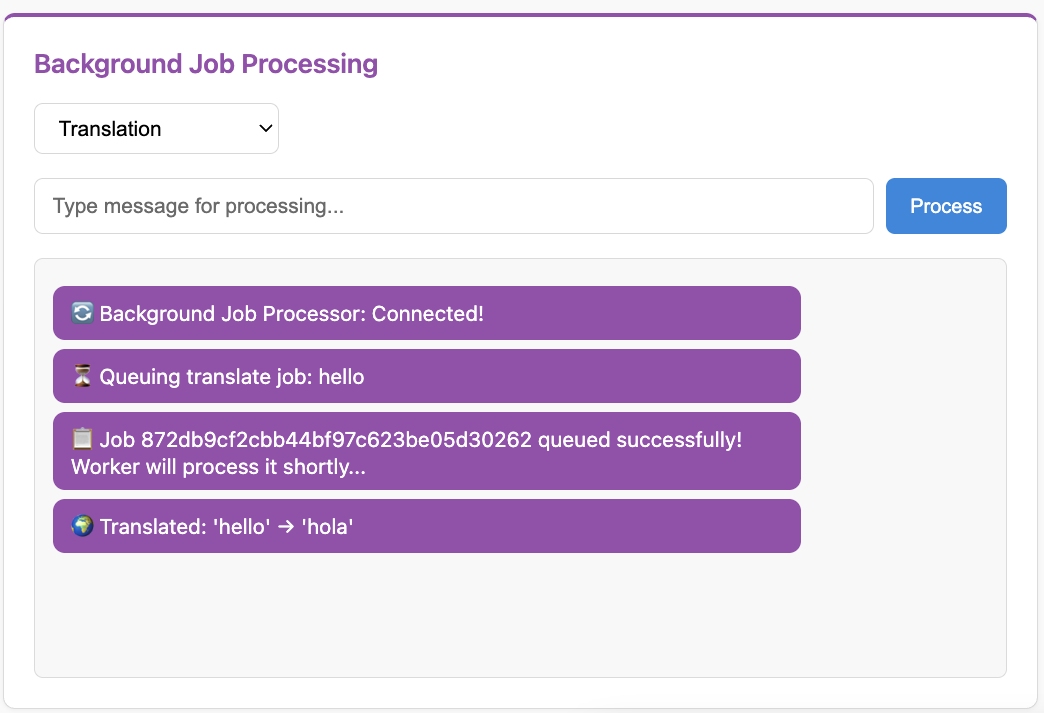 Background Job Processing
Translation
Type message for processing...
Process
🔄 Background Job Processor: Connected!
⏳ Queuing translate job: hello
📋 Job 872db9cf2cbb44bf97c623be05d30262 queued successfully!
Worker will process it shortly...
🌍 Translated: 'hello' → 'hola'